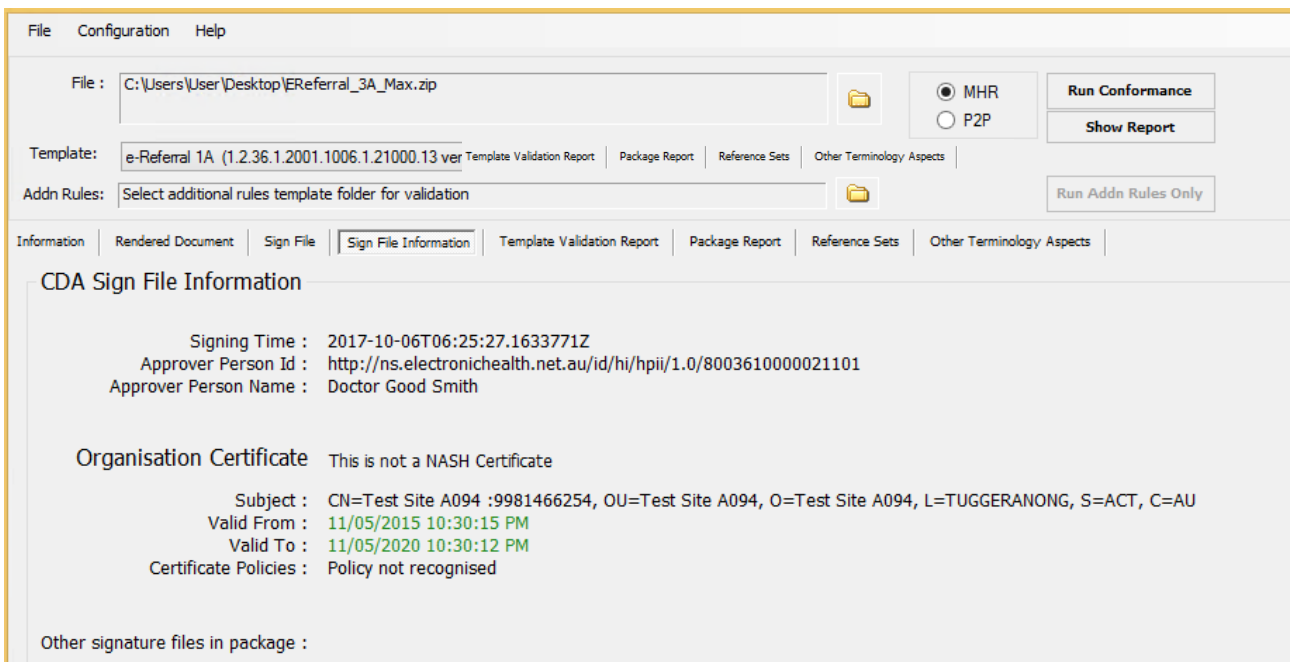 File Configuration Help
File : C:\Users\User\Desktop\EReferral_3A_Max.zip
MHR
Run Conformance
P2P
Show Report
Template: e-Referral 1A (1.2.36.1.2001.1006.1.21000.13 ver Template Validation Report Package Report Reference Sets Other Terminology Aspects
Addn Rules: Select additional rules template folder for validation
Run Addn Rules Only
Information Rendered Document Sign File Sign File Information Template Validation Report Package Report Reference Sets Other Terminology Aspects
CDA Sign File Information
Signing Time : 2017-10-06T06:25:27.1633771Z
Approver Person Id : http://ns.electronichealth.net.au/id/hi/hpii/1.0/8003610000021101
Approver Person Name : Doctor Good Smith
Organisation Certificate This is not a NASH Certificate
Subject : CN=Test Site A094 :9981466254, OU=Test Site A094, O=Test Site A094, L=TUGGERANONG, S=ACT, C=AU
Valid From : 11/05/2015 10:30:15 PM
Valid To : 11/05/2020 10:30:12 PM
Certificate Policies : Policy not recognised
Other signature files in package :